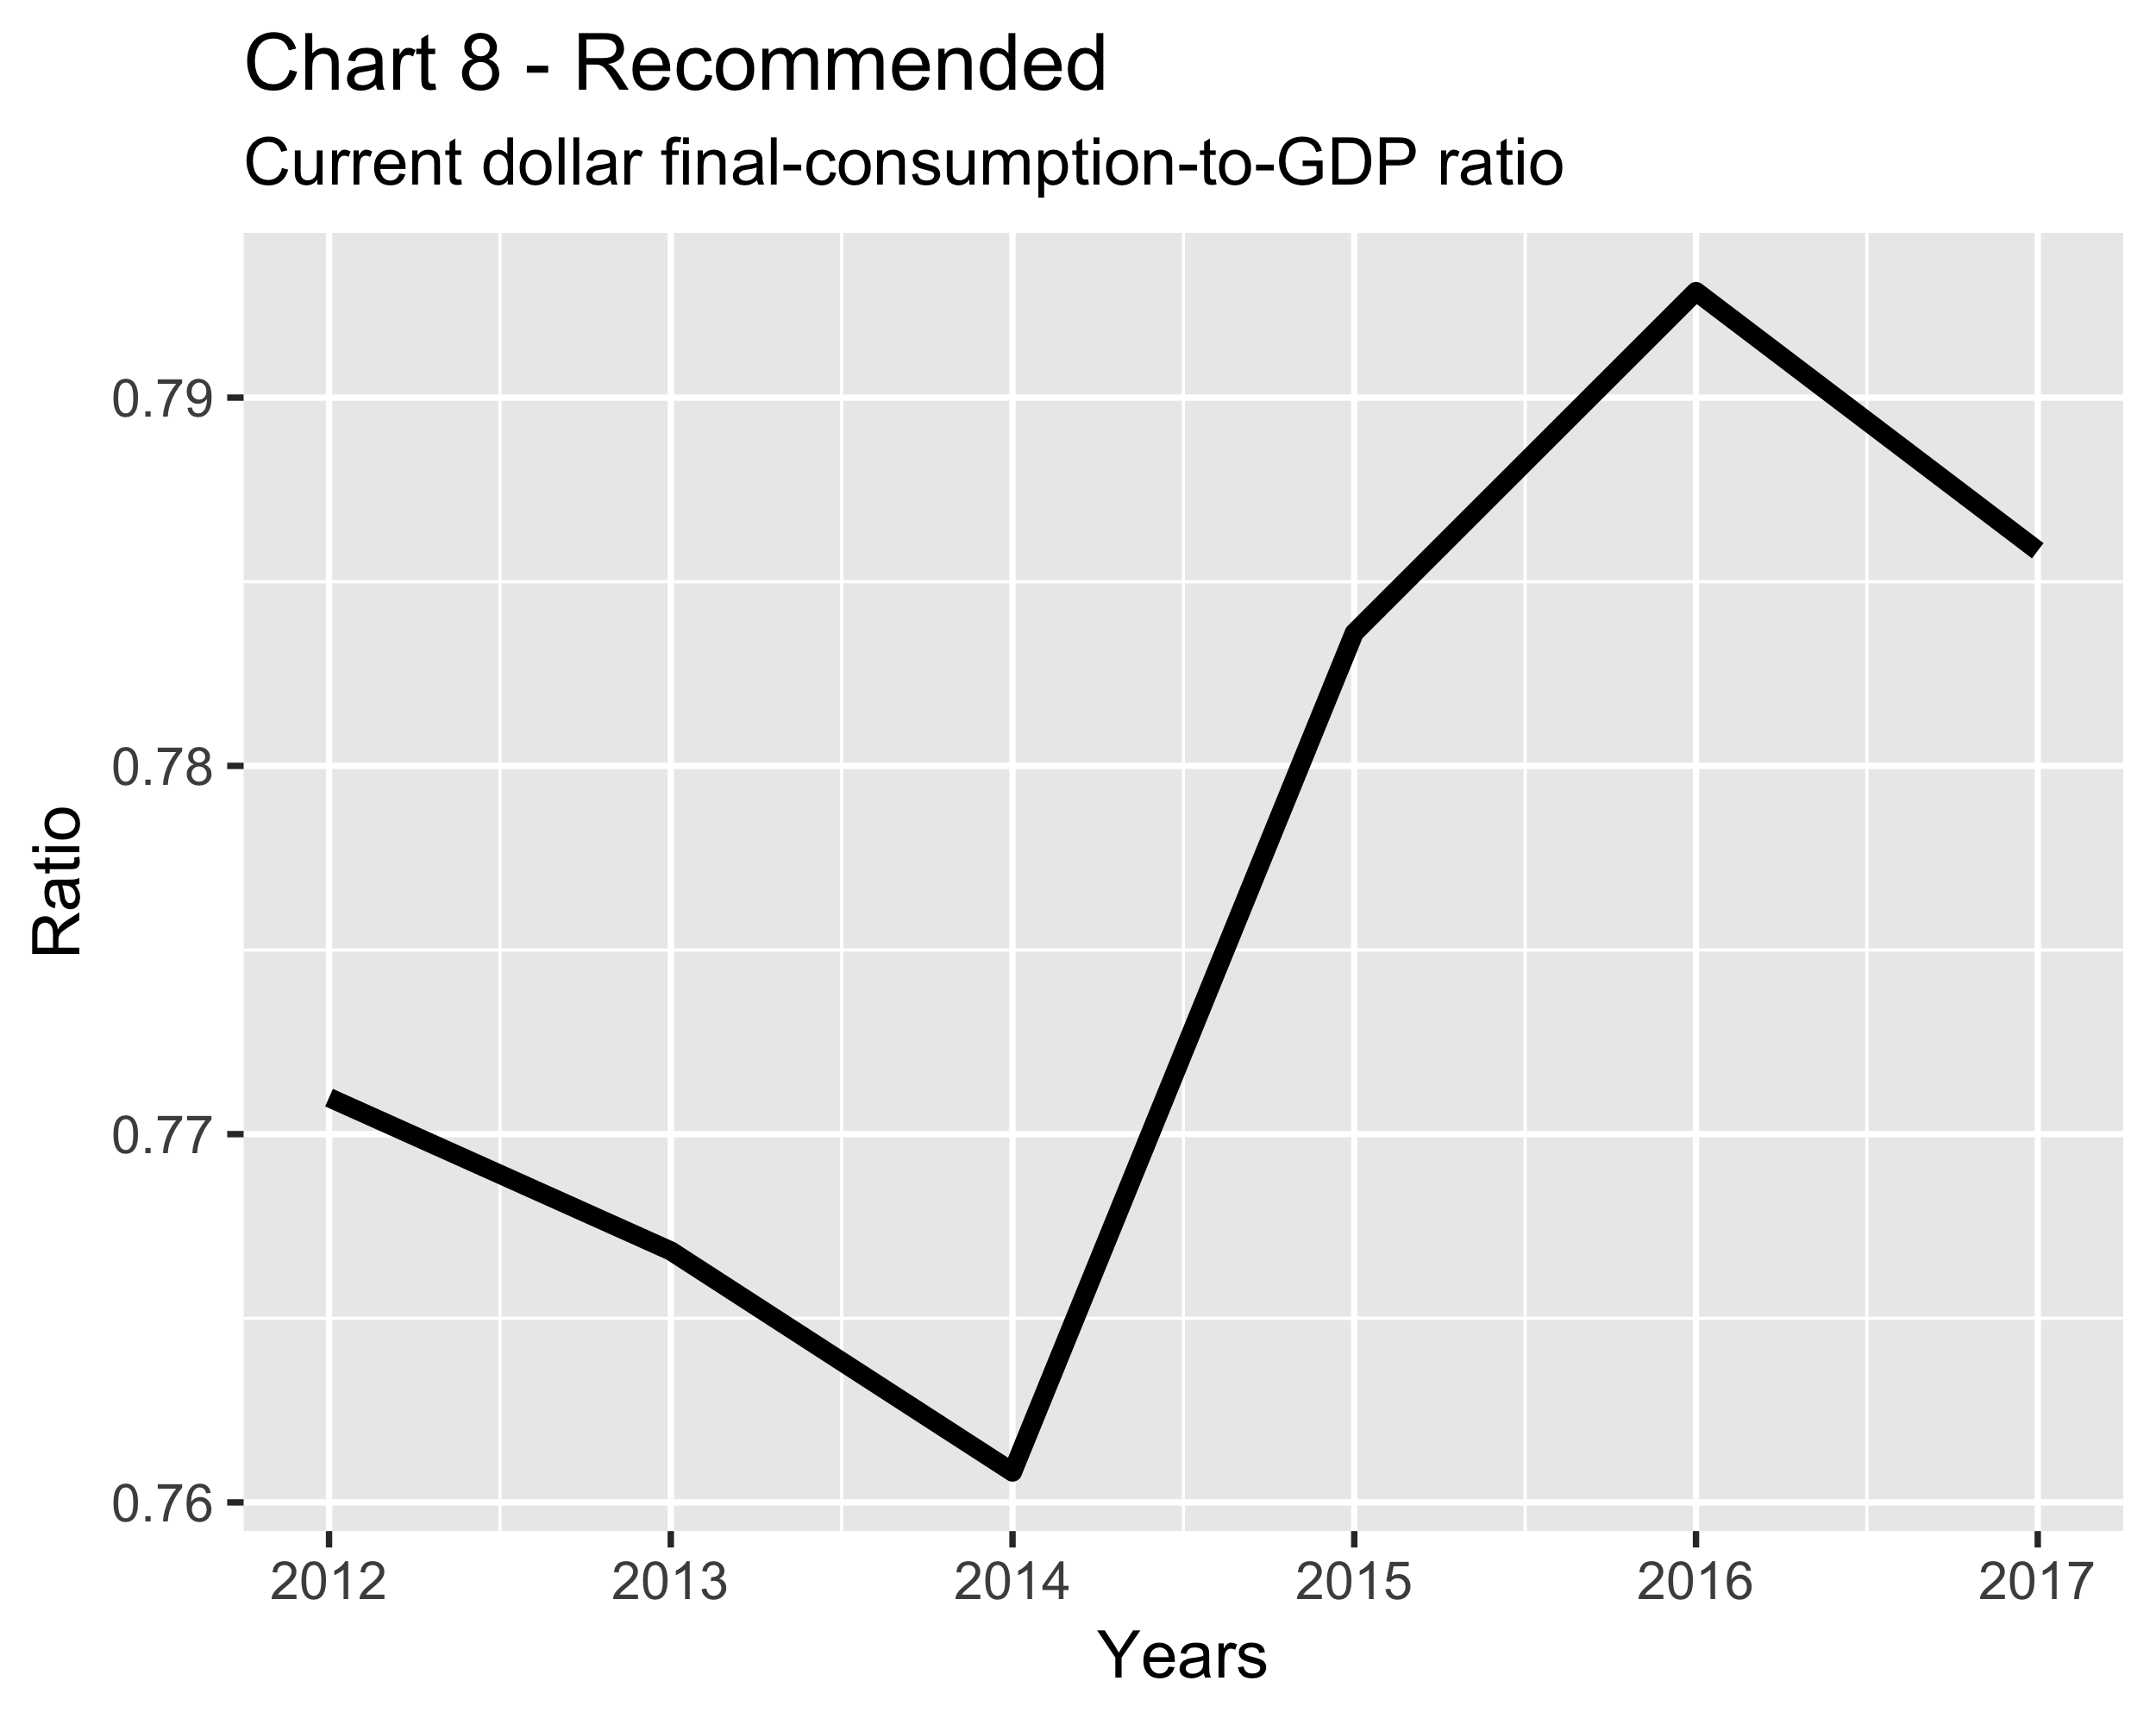 Chart 8 - Recommended
Current dollar final-consumption-to-GDP ratio
0.79
0.78
0.77
0.76
Ratio
2012 2013 2014 2015 2016 2017
Years